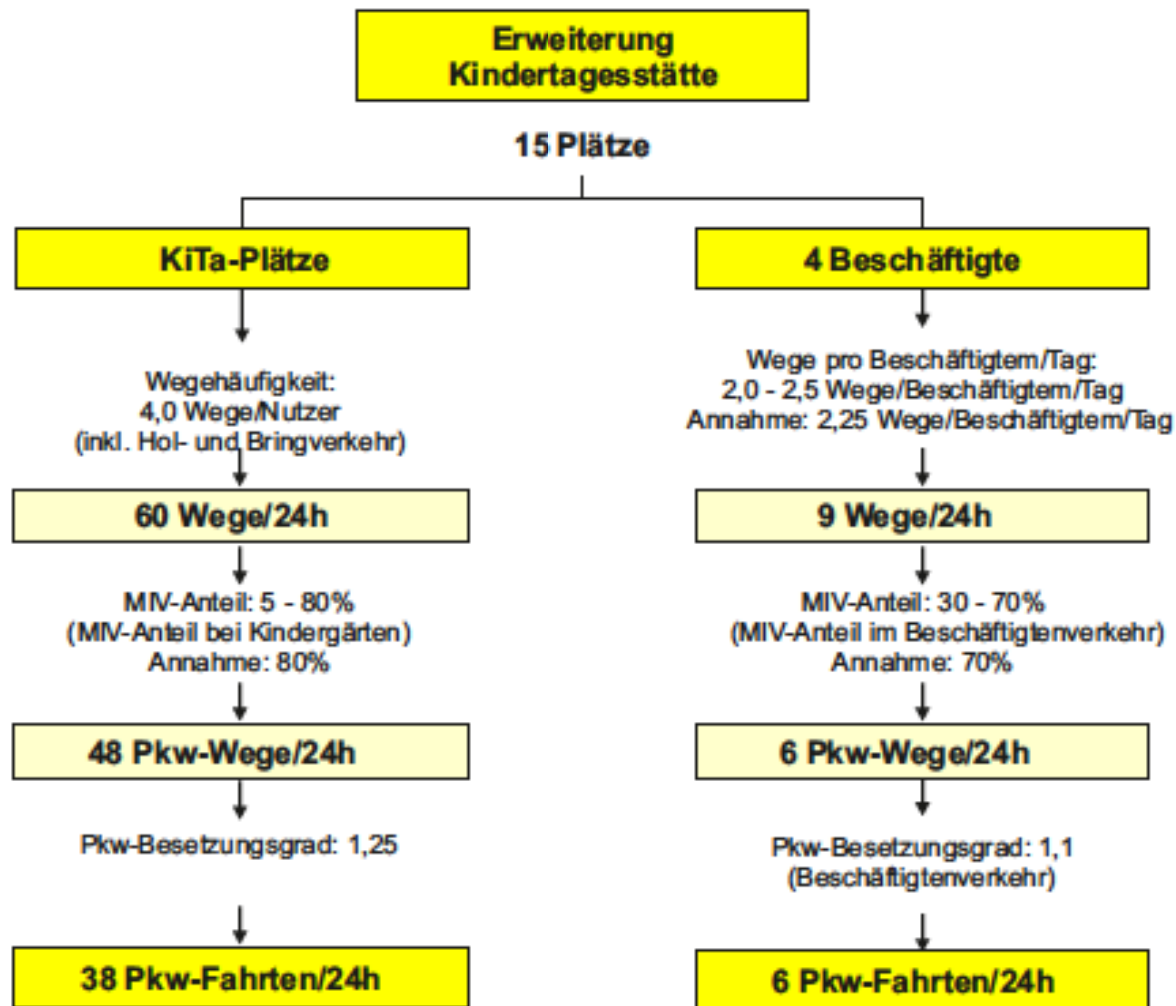 Erweiterung
Kindertagesstätte
15 Plätze
KiTa-Plätze
Wegehäufigkeit:
4,0 Wege/Nutzer
(inkl. Hol- und Bringverkehr)
60 Wege/24h
MIV-Anteil: 5 - 80%
(MIV-Anteil bei Kindergärten)
Annahme: 80%
48 Pkw-Wege/24h
Pkw-Besetzungsgrad: 1,25
38 Pkw-Fahrten/24h
4 Beschäftigte
Wege pro Beschäftigtem/Tag:
2,0 - 2,5 Wege/Beschäftigtem/Tag
Annahme: 2,25 Wege/Beschäftigtem/Tag
9 Wege/24h
MIV-Anteil: 30 - 70%
(MIV-Anteil im Beschäftigtenverkehr)
Annahme: 70%
6 Pkw-Wege/24h
Pkw-Besetzungsgrad: 1,1
(Beschäftigtenverkehr)
6 Pkw-Fahrten/24h